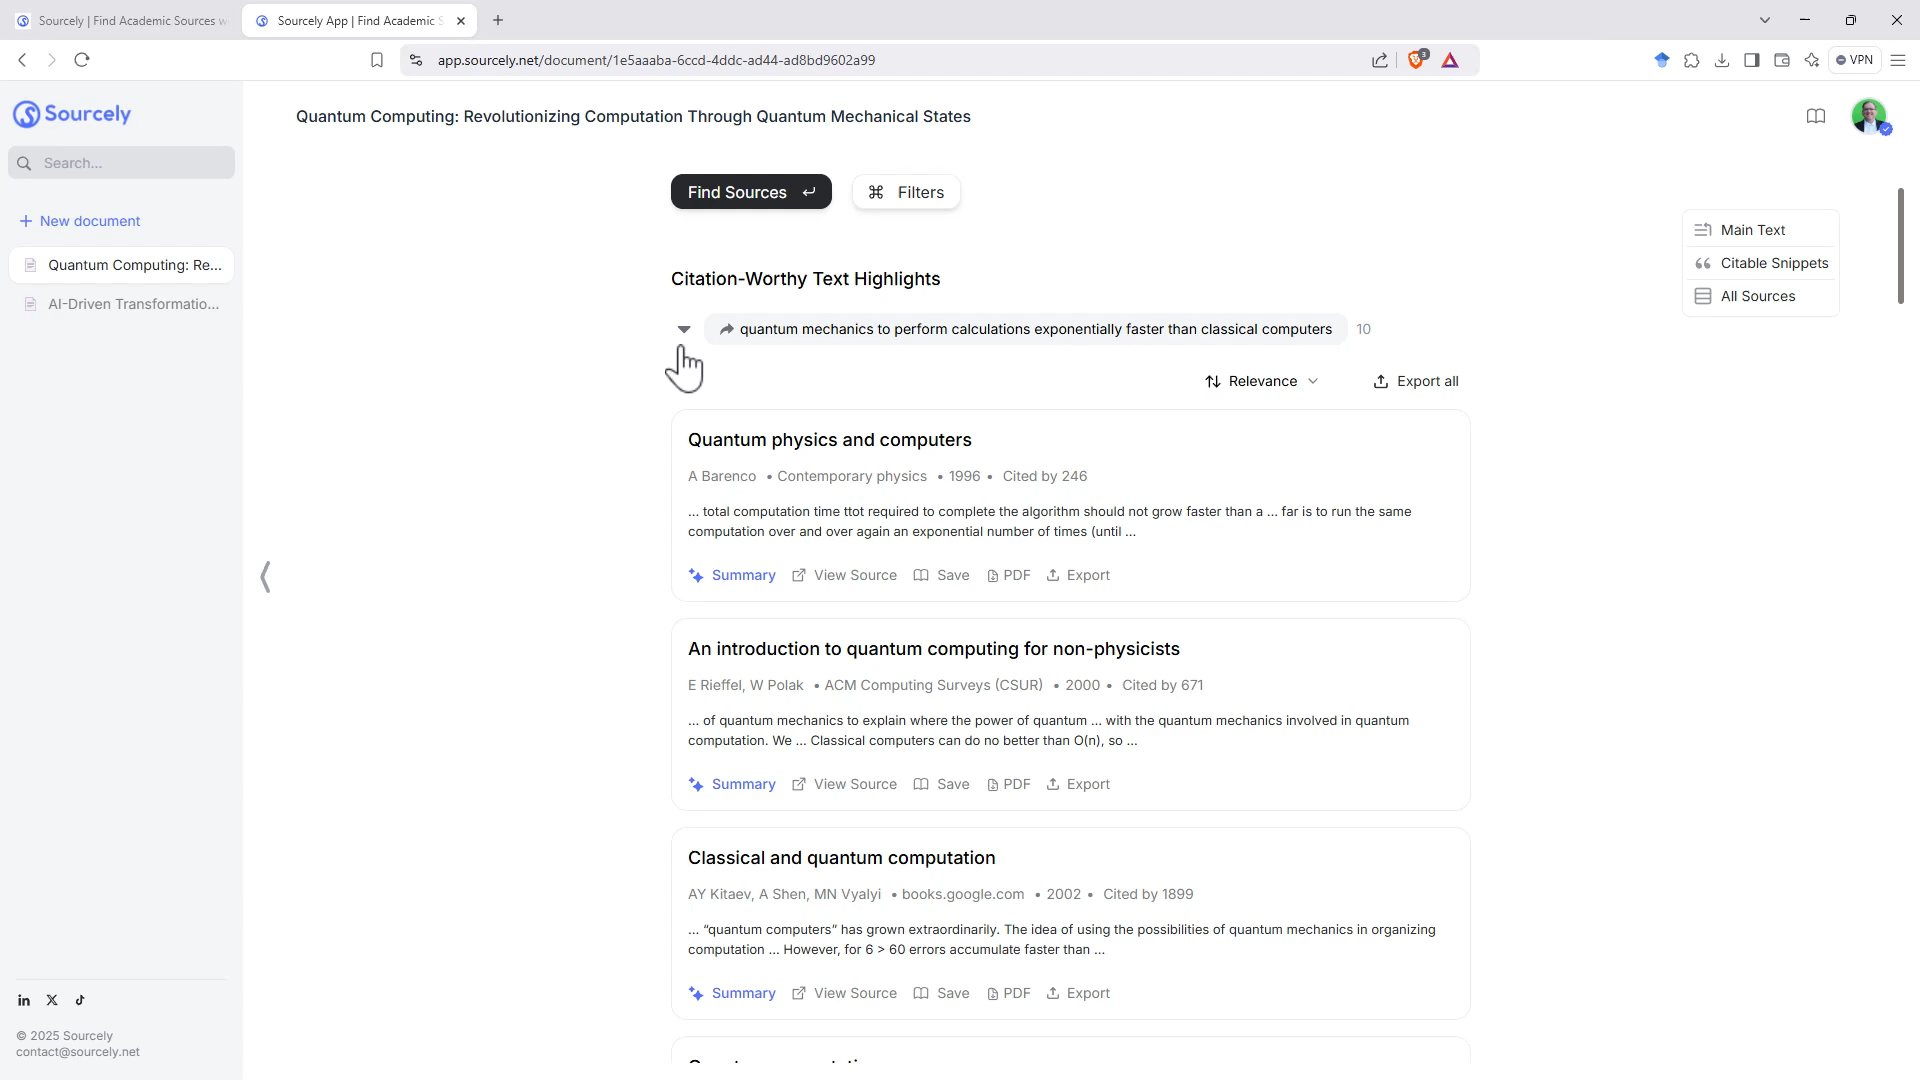 Sourcely | Find Academic Sources w
Sourcely App | Find Academic S
app.sourcely.net/document/1e5aaaba-6ccd-4ddc-ad44-ad8bd9602a99
3
VPN
Sourcely
Search...
New document
Quantum Computing: Re...
AI-Driven Transformatio...
Quantum Computing: Revolutionizing Computation Through Quantum Mechanical States
Find Sources
Filters
Main Text
Citable Snippets
All Sources
Citation-Worthy Text Highlights
quantum mechanics to perform calculations exponentially faster than classical computers 10
Relevance
Export all
Quantum physics and computers
A Barenco • Contemporary physics • 1996 • Cited by 246
... total computation time ttot required to complete the algorithm should not grow faster than a ... far is to run the same
computation over and over again an exponential number of times (until ...
Summary View Source Save PDF Export
An introduction to quantum computing for non-physicists
E Rieffel, W Polak • ACM Computing Surveys (CSUR) • 2000 • Cited by 671
... of quantum mechanics to explain where the power of quantum ... with the quantum mechanics involved in quantum
computation. We ... Classical computers can do no better than O(n), so ...
Summary View Source Save PDF Export
Classical and quantum computation
AY Kitaev, A Shen, MN Vyalyi • books.google.com • 2002 • Cited by 1899
... “quantum computers” has grown extraordinarily. The idea of using the possibilities of quantum mechanics in organizing
computation ... However, for 6 > 60 errors accumulate faster than ...
Summary View Source Save PDF Export
© 2025 Sourcely
contact@sourcely.net